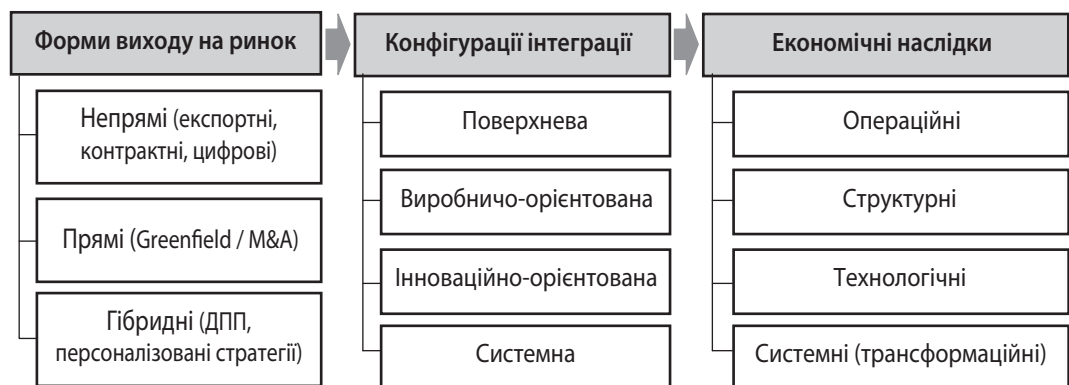 Форми виходу на ринок
Непрямі (експортні,
контрактні, цифрові)
Прямі (Greenfield / M&A)
Гібридні (ДПП,
персоналізовані стратегії)
Конфігурації інтеграції
Поверхнева
Виробничо-орієнтована
Інноваційно-орієнтована
Системна
Економічні наслідки
Операційні
Структурні
Технологічні
Системні (трансформаційні)